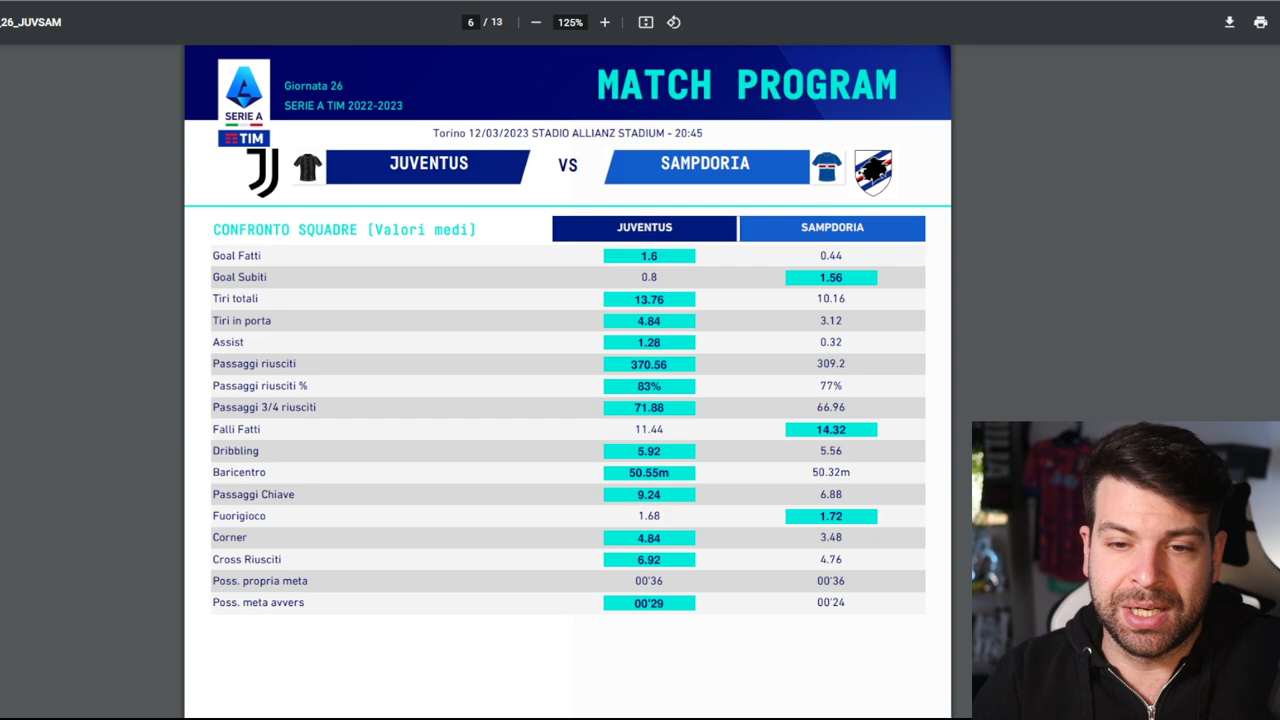 _26_JUVSAM
6 / 13
125%
SERIE A
TIM
Giornata 26
SERIE A TIM 2022-2023
MATCH PROGRAM
Torino 12/03/2023 STADIO ALLIANZ STADIUM - 20:45
JUVENTUS VS SAMPDORIA
CONFRONTO SQUADRE [Valori medi] JUVENTUS SAMPDORIA
Goal Fatti 1.6 0.44
Goal Subiti 0.8 1.56
Tiri totali 13.76 10.16
Tiri in porta 4.84 3.12
Assist 1.28 0.32
Passaggi riusciti 370.56 309.2
Passaggi riusciti % 83% 77%
Passaggi 3/4 riusciti 71.88 66.96
Falli Fatti 11.44 14.32
Dribbling 5.92 5.56
Baricentro 50.55m 50.32m
Passaggi Chiave 9.24 6.88
Fuorigioco 1.68 1.72
Corner 4.84 3.48
Cross Riusciti 6.92 4.76
Poss. propria meta 00'36 00'36
Poss. meta avvers 00'29 00'24